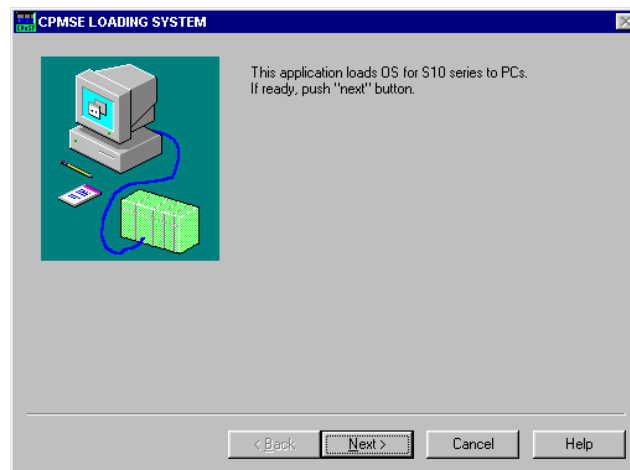 CPMSE LOADING SYSTEM
This application loads OS for S10 series to PCs.
If ready, push "next" button.
< Back
Next >
Cancel
Help